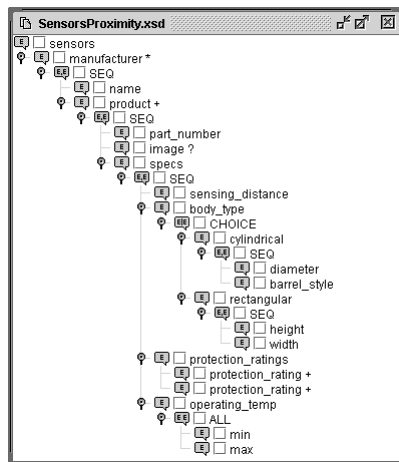 SensorsProximity.xsd
E sensors
E manufacturer *
E,E SEQ
E name
E product +
E,E SEQ
E part_number
E image ?
E specs
E,E SEQ
E sensing_distance
E body_type
E|E CHOICE
E cylindrical
E,E SEQ
E diameter
E barrel_style
E rectangular
E,E SEQ
E height
E width
E protection_ratings
E protection_rating +
E protection_rating +
E operating_temp
E E ALL
E min
E max